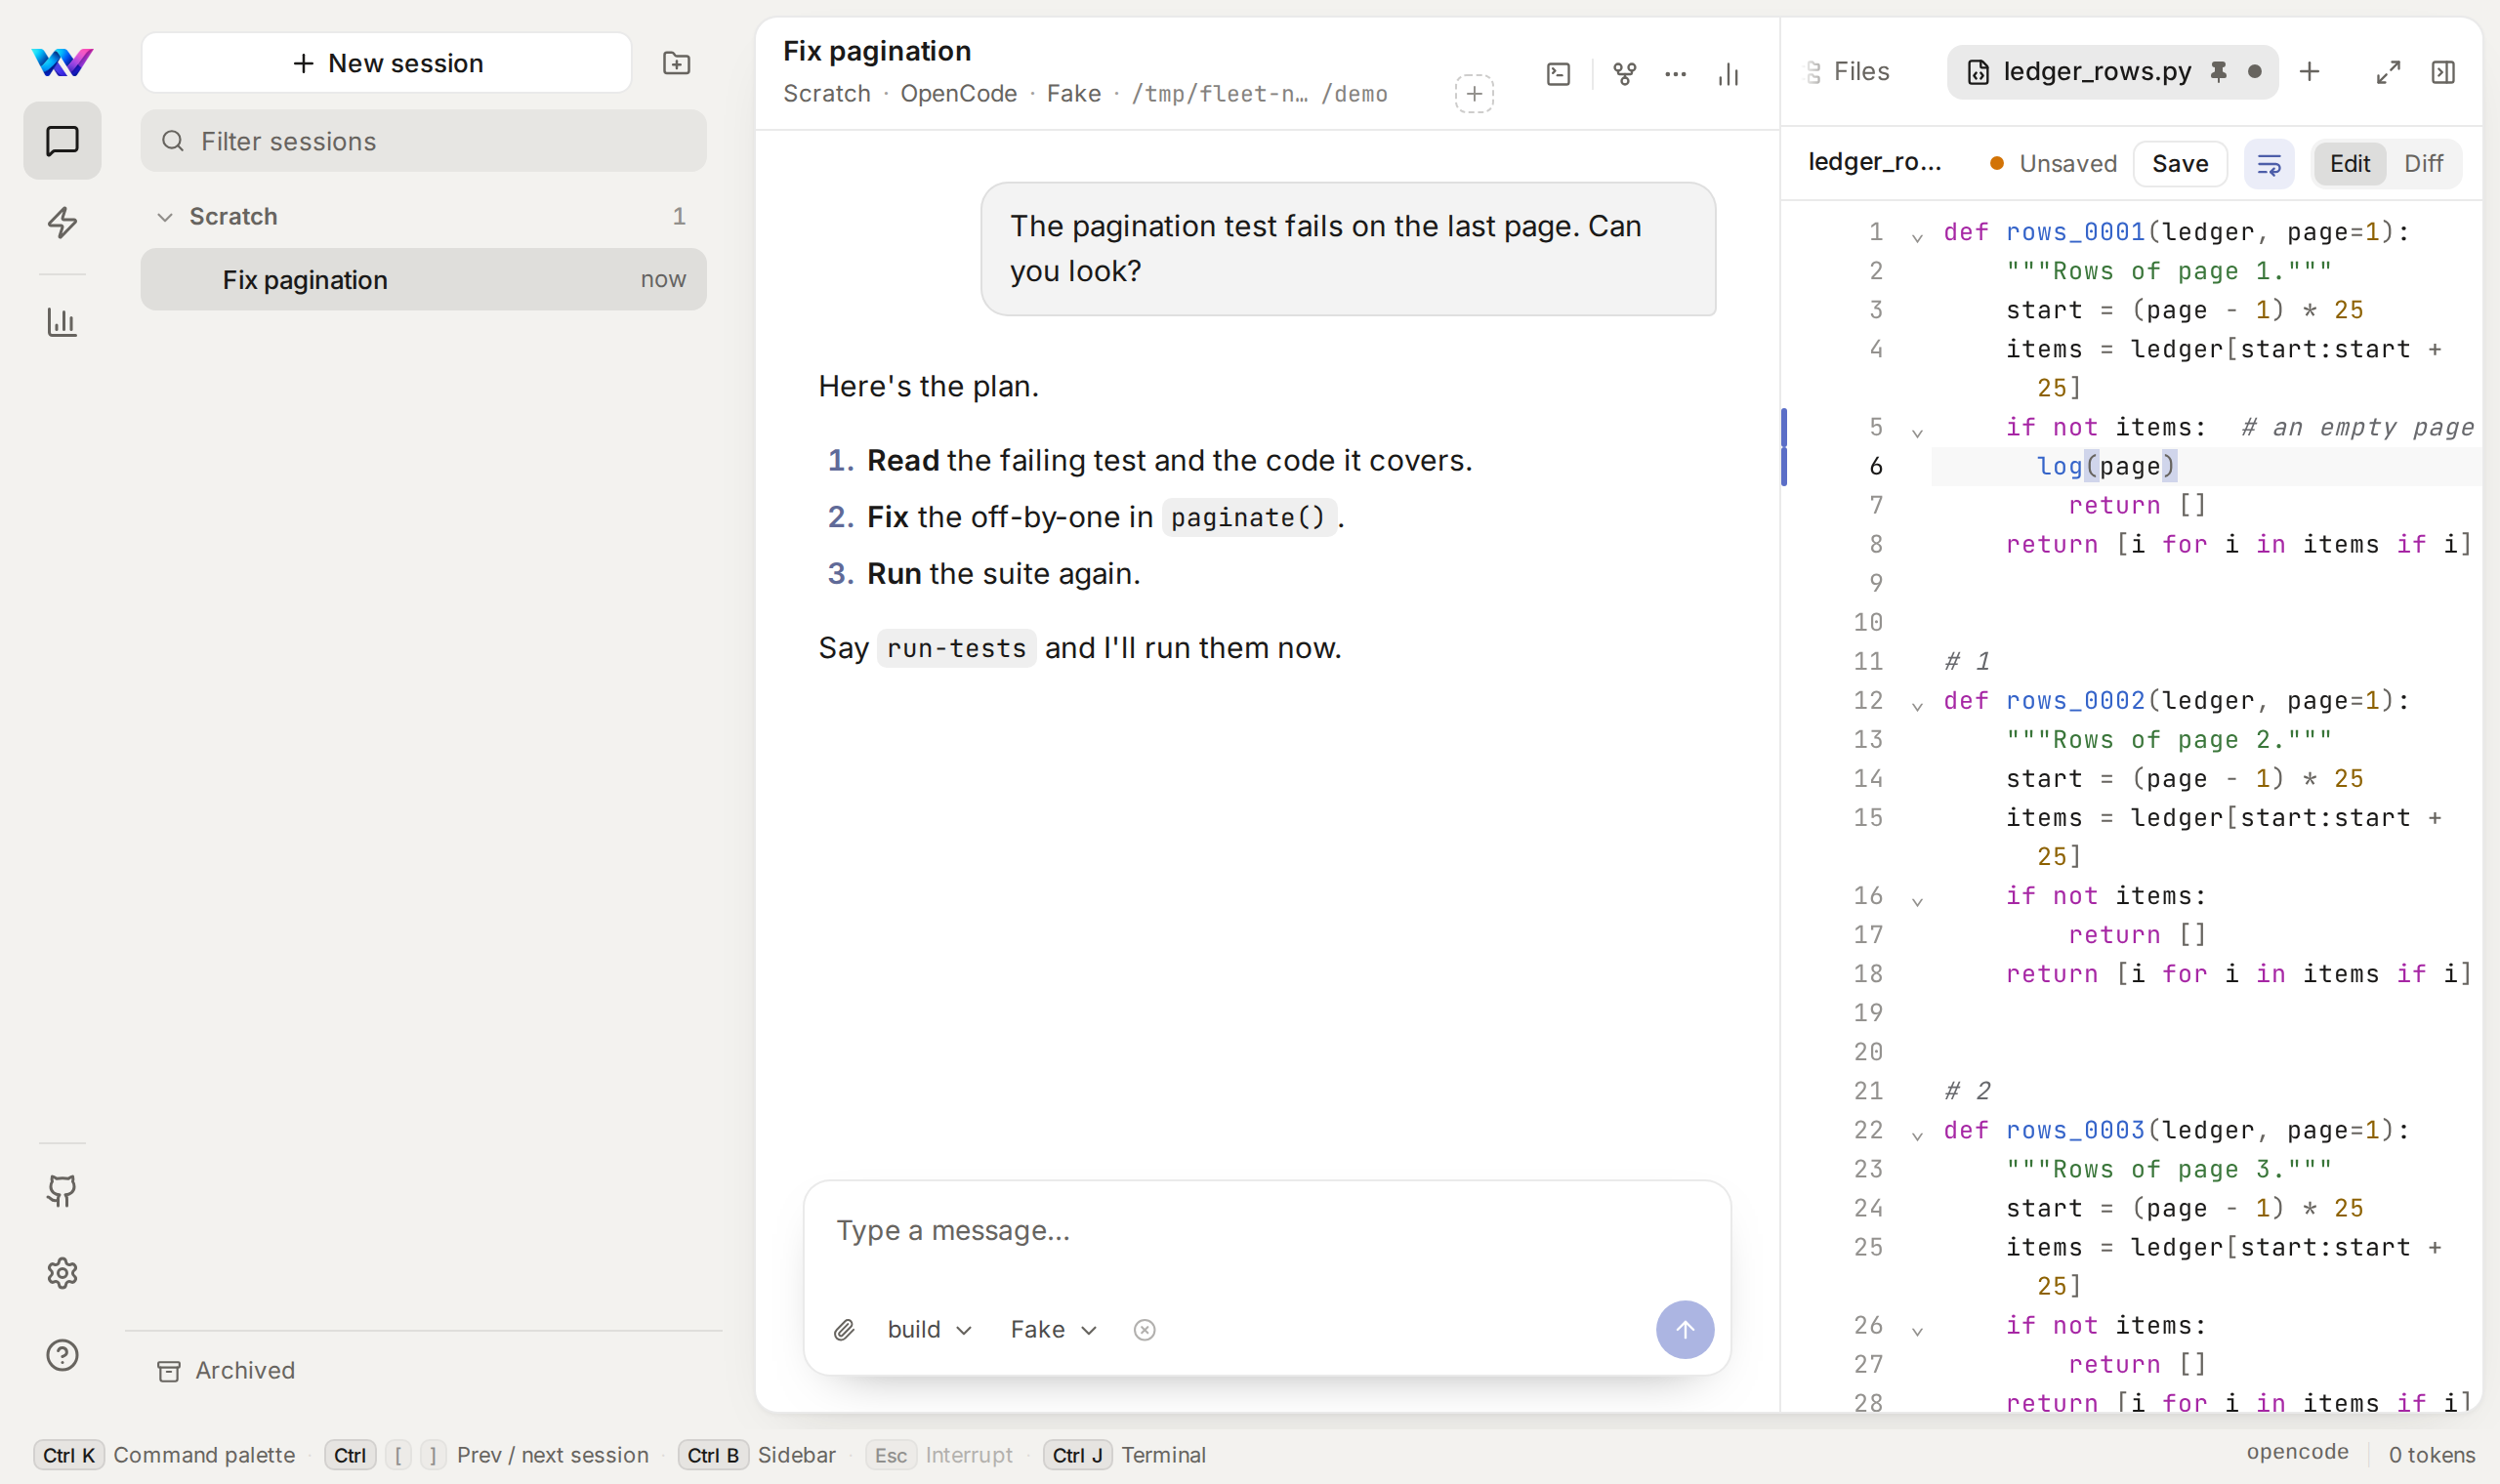 New session
Filter sessions
Scratch 1
Fix pagination now
Archived
Fix pagination
Scratch · OpenCode · Fake · /tmp/fleet-n… /demo
The pagination test fails on the last page. Can
you look?
Here's the plan.
1. Read the failing test and the code it covers.
2. Fix the off-by-one in paginate().
3. Run the suite again.
Say run-tests and I'll run them now.
Type a message...
build Fake
Files ledger_rows.py
ledger_ro... Unsaved Save Edit Diff
1 def rows_0001(ledger, page=1):
2     """Rows of page 1."""
3     start = (page - 1) * 25
4     items = ledger[start:start +
      25]
5     if not items:  # an empty page
6       log(page)
7         return []
8     return [i for i in items if i]
9
10
11 # 1
12 def rows_0002(ledger, page=1):
13     """Rows of page 2."""
14     start = (page - 1) * 25
15     items = ledger[start:start +
      25]
16     if not items:
17         return []
18     return [i for i in items if i]
19
20
21 # 2
22 def rows_0003(ledger, page=1):
23     """Rows of page 3."""
24     start = (page - 1) * 25
25     items = ledger[start:start +
      25]
26     if not items:
27         return []
28     return [i for i in items if i]
Ctrl K Command palette · Ctrl [ ] Prev / next session · Ctrl B Sidebar · Esc Interrupt · Ctrl J Terminal
opencode 0 tokens